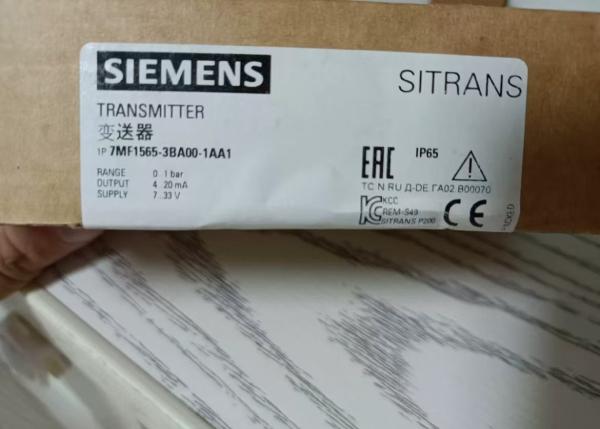 SIEMENS
SITRANS
TRANSMITTER
变送器
1P 7MF1565-3BA00-1AA1
RANGE 0..1 bar
OUTPUT 4..20 mA
SUPPLY 7..33 V
EAC IP65
TC N RU Д-DE.ГА02.B00070
KCC
REM-S49
SITRANS P200
CE